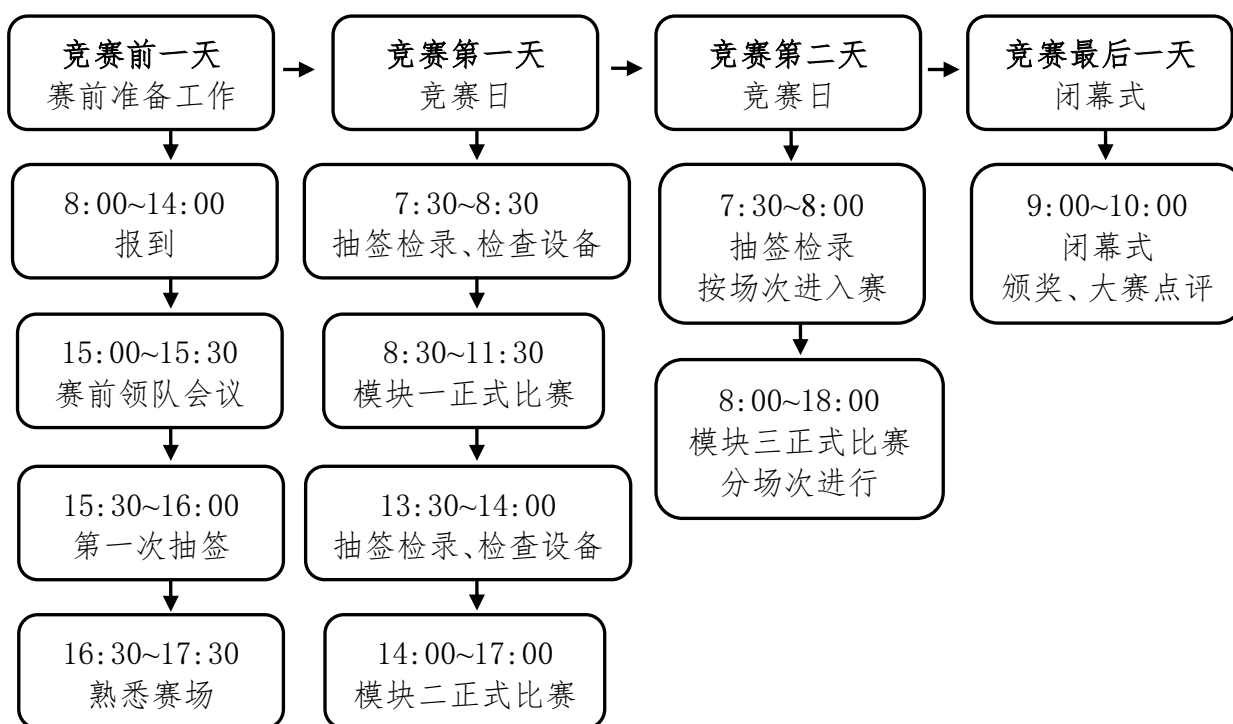 竞赛前一天
赛前准备工作
8:00~14:00
报到
15:00~15:30
赛前领队会议
15:30~16:00
第一次抽签
16:30~17:30
熟悉赛场
竞赛第一天
竞赛日
7:30~8:30
抽签检录、检查设备
8:30~11:30
模块一正式比赛
13:30~14:00
抽签检录、检查设备
14:00~17:00
模块二正式比赛
竞赛第二天
竞赛日
7:30~8:00
抽签检录
按场次进入赛
8:00~18:00
模块三正式比赛
分场次进行
竞赛最后一天
闭幕式
9:00~10:00
闭幕式
颁奖、大赛点评